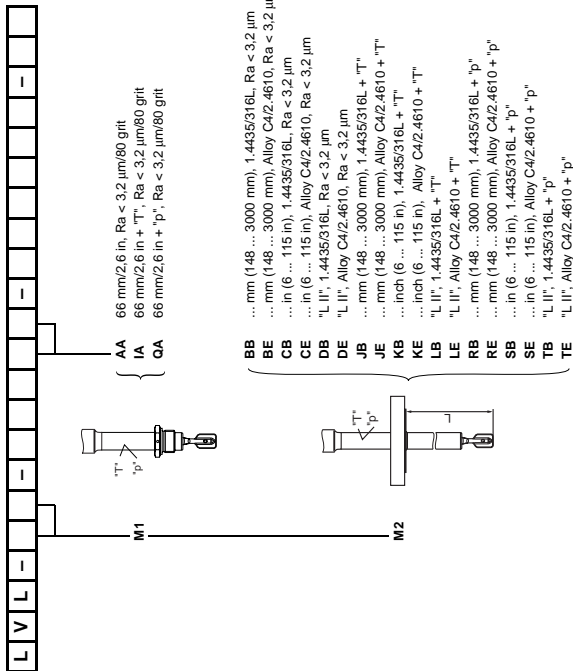 L V L – – – –
M1
"T"
"p"
AA 66 mm/2,6 in, Ra < 3,2 µm/80 grit
IA 66 mm/2,6 in + "T", Ra < 3,2 µm/80 grit
QA 66 mm/2,6 in + "p", Ra < 3,2 µm/80 grit
M2
"T"
"p"
L
BB ... mm (148 ... 3000 mm), 1.4435/316L, Ra < 3,2 µm
BE ... mm (148 ... 3000 mm), Alloy C4/2.4610, Ra < 3,2 µm
CB ... in (6 ... 115 in), 1.4435/316L, Ra < 3,2 µm
CE ... in (6 ... 115 in), Alloy C4/2.4610, Ra < 3,2 µm
DB "L II", 1.4435/316L, Ra < 3,2 µm
DE "L II", Alloy C4/2.4610, Ra < 3,2 µm
JB ... mm (148 ... 3000 mm), 1.4435/316L + "T"
JE ... mm (148 ... 3000 mm), Alloy C4/2.4610 + "T"
KB ... inch (6 ... 115 in), 1.4435/316L + "T"
KE ... inch (6 ... 115 in), Alloy C4/2.4610 + "T"
LB "L II", 1.4435/316L + "T"
LE "L II", Alloy C4/2.4610 + "T"
RB ... mm (148 ... 3000 mm), 1.4435/316L + "p"
RE ... mm (148 ... 3000 mm), Alloy C4/2.4610 + "p"
SB ... in (6 ... 115 in), 1.4435/316L + "p"
SE ... in (6 ... 115 in), Alloy C4/2.4610 + "p"
TB "L II", 1.4435/316L + "p"
TE "L II", Alloy C4/2.4610 + "p"